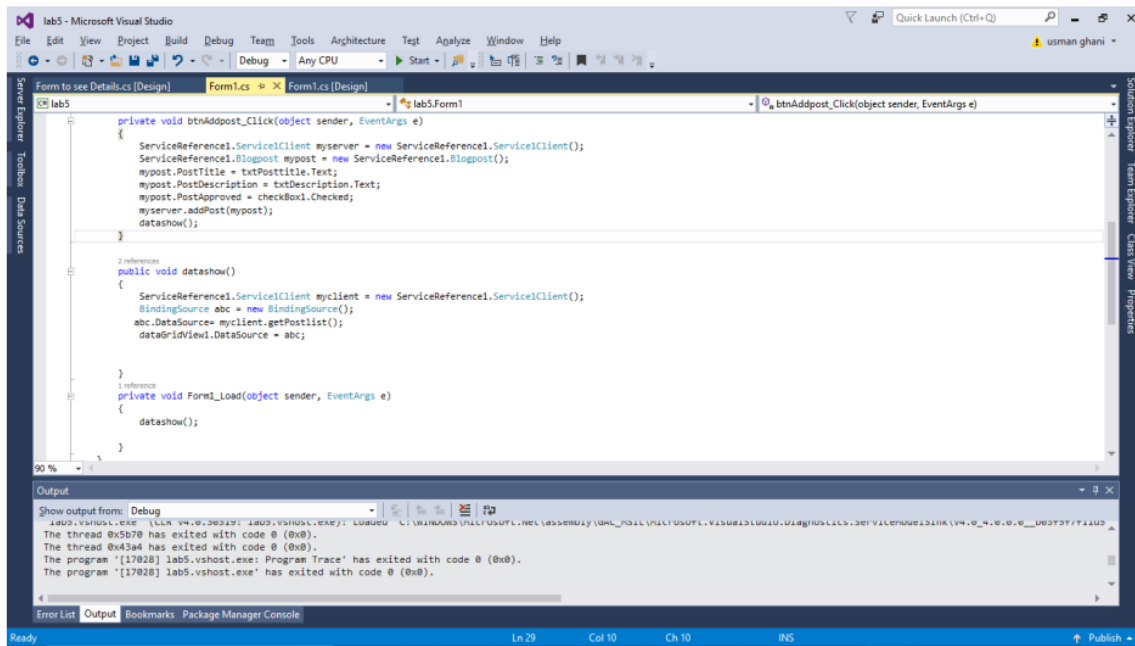 lab5 - Microsoft Visual Studio
Quick Launch (Ctrl+Q)
File Edit View Project Build Debug Team Tools Architecture Test Analyze Window Help
usman ghani
Debug Any CPU Start
Form to see Details.cs [Design] Form1.cs Form1.cs [Design]
lab5 lab5.Form1 btnAddpost_Click(object sender, EventArgs e)
Server Explorer
Toolbox
Data Sources
private void btnAddpost_Click(object sender, EventArgs e)
{
ServiceReference1.Service1Client myserver = new ServiceReference1.Service1Client();
ServiceReference1.Blogpost mypost = new ServiceReference1.Blogpost();
mypost.PostTitle = txtPosttitle.Text;
mypost.PostDescription = txtDescription.Text;
mypost.PostApproved = checkBox1.Checked;
myserver.addPost(mypost);
datashow();
}
2 references
public void datashow()
{
ServiceReference1.Service1Client myclient = new ServiceReference1.Service1Client();
BindingSource abc = new BindingSource();
abc.DataSource= myclient.getPostlist();
dataGridView1.DataSource = abc;
}
1 reference
private void Form1_Load(object sender, EventArgs e)
{
datashow();
}
}
Solution Explorer
Team Explorer
Class View
Properties
90 %
Output
Show output from: Debug
The thread 0x5b70 has exited with code 0 (0x0).
The thread 0x43a4 has exited with code 0 (0x0).
The program '[17028] lab5.vshost.exe: Program Trace' has exited with code 0 (0x0).
The program '[17028] lab5.vshost.exe' has exited with code 0 (0x0).
Error List Output Bookmarks Package Manager Console
Ready Ln 29 Col 10 Ch 10 INS Publish